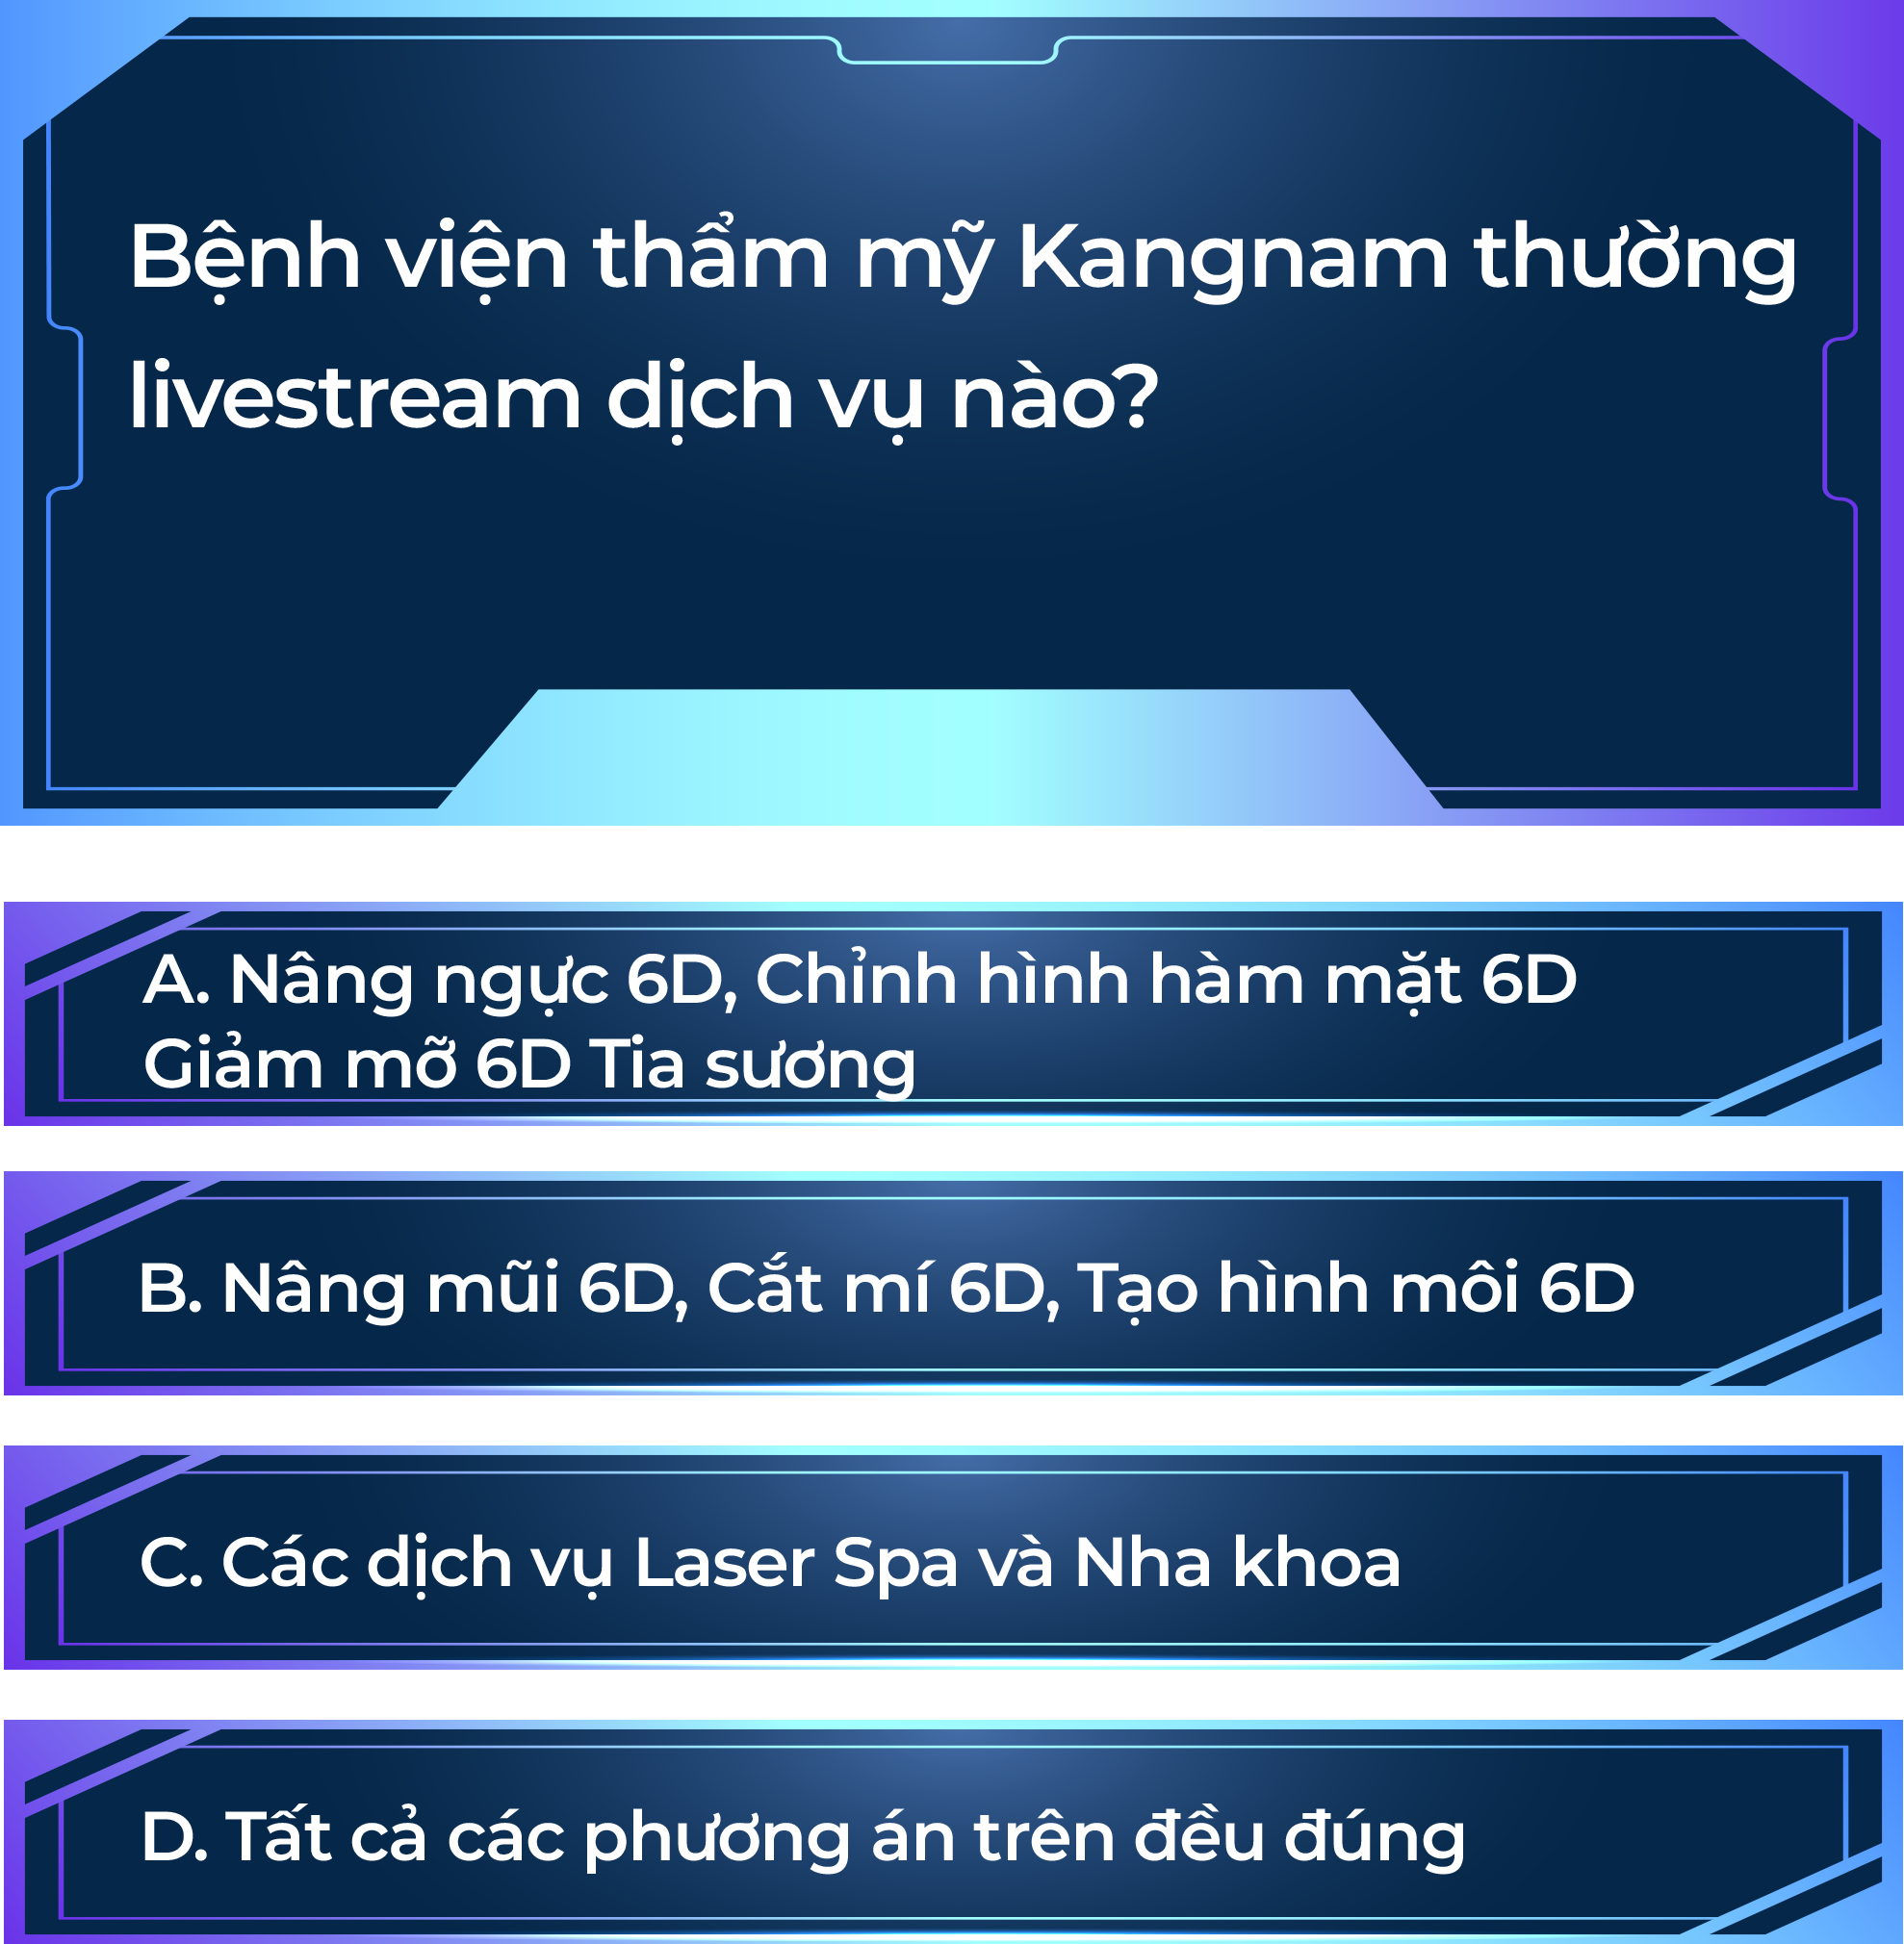 Bệnh viện thẩm mỹ Kangnam thường
livestream dịch vụ nào?
A. Nâng ngực 6D, Chỉnh hình hàm mặt 6D
Giảm mỡ 6D Tia sương
B. Nâng mũi 6D, Cắt mí 6D, Tạo hình môi 6D
C. Các dịch vụ Laser Spa và Nha khoa
D. Tất cả các phương án trên đều đúng